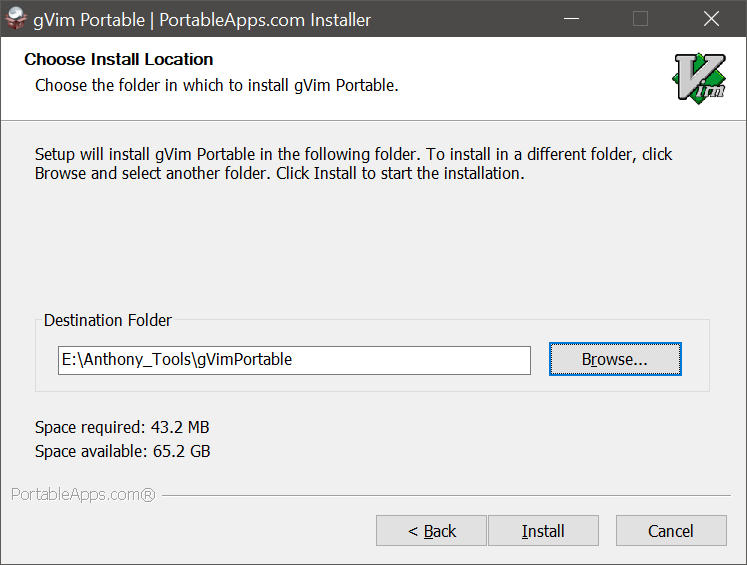 gVim Portable | PortableApps.com Installer
Choose Install Location
Choose the folder in which to install gVim Portable.
Vim
Setup will install gVim Portable in the following folder. To install in a different folder, click
Browse and select another folder. Click Install to start the installation.
Destination Folder
E:\Anthony_Tools\gVimPortable
Browse...
Space required: 43.2 MB
Space available: 65.2 GB
PortableApps.com®
< Back
Install
Cancel